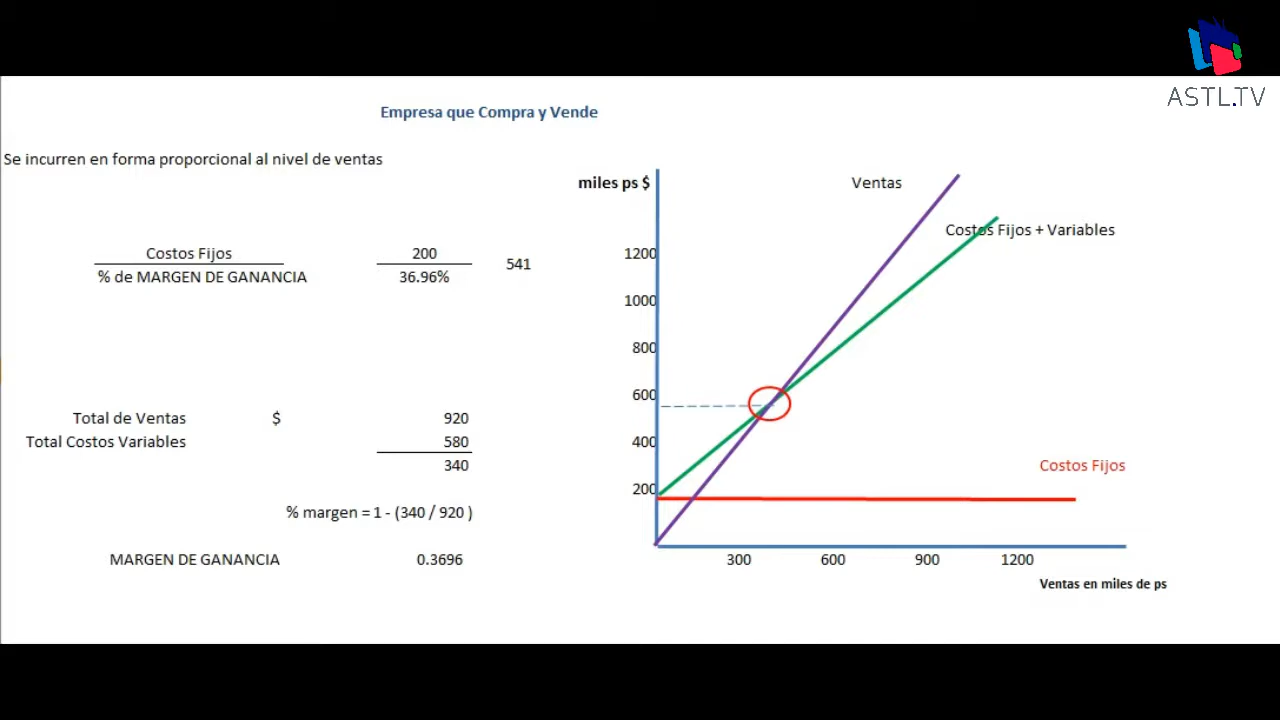 ASTL.TV
Empresa que Compra y Vende
Se incurren en forma proporcional al nivel de ventas
Costos Fijos 200
% de MARGEN DE GANANCIA 36.96% 541
Total de Ventas $ 920
Total Costos Variables 580
340
% margen = 1 - (340 / 920 )
MARGEN DE GANANCIA 0.3696
miles ps $
Ventas
Costos Fijos + Variables
1200
1000
800
600
400
Costos Fijos
200
300 600 900 1200
Ventas en miles de ps